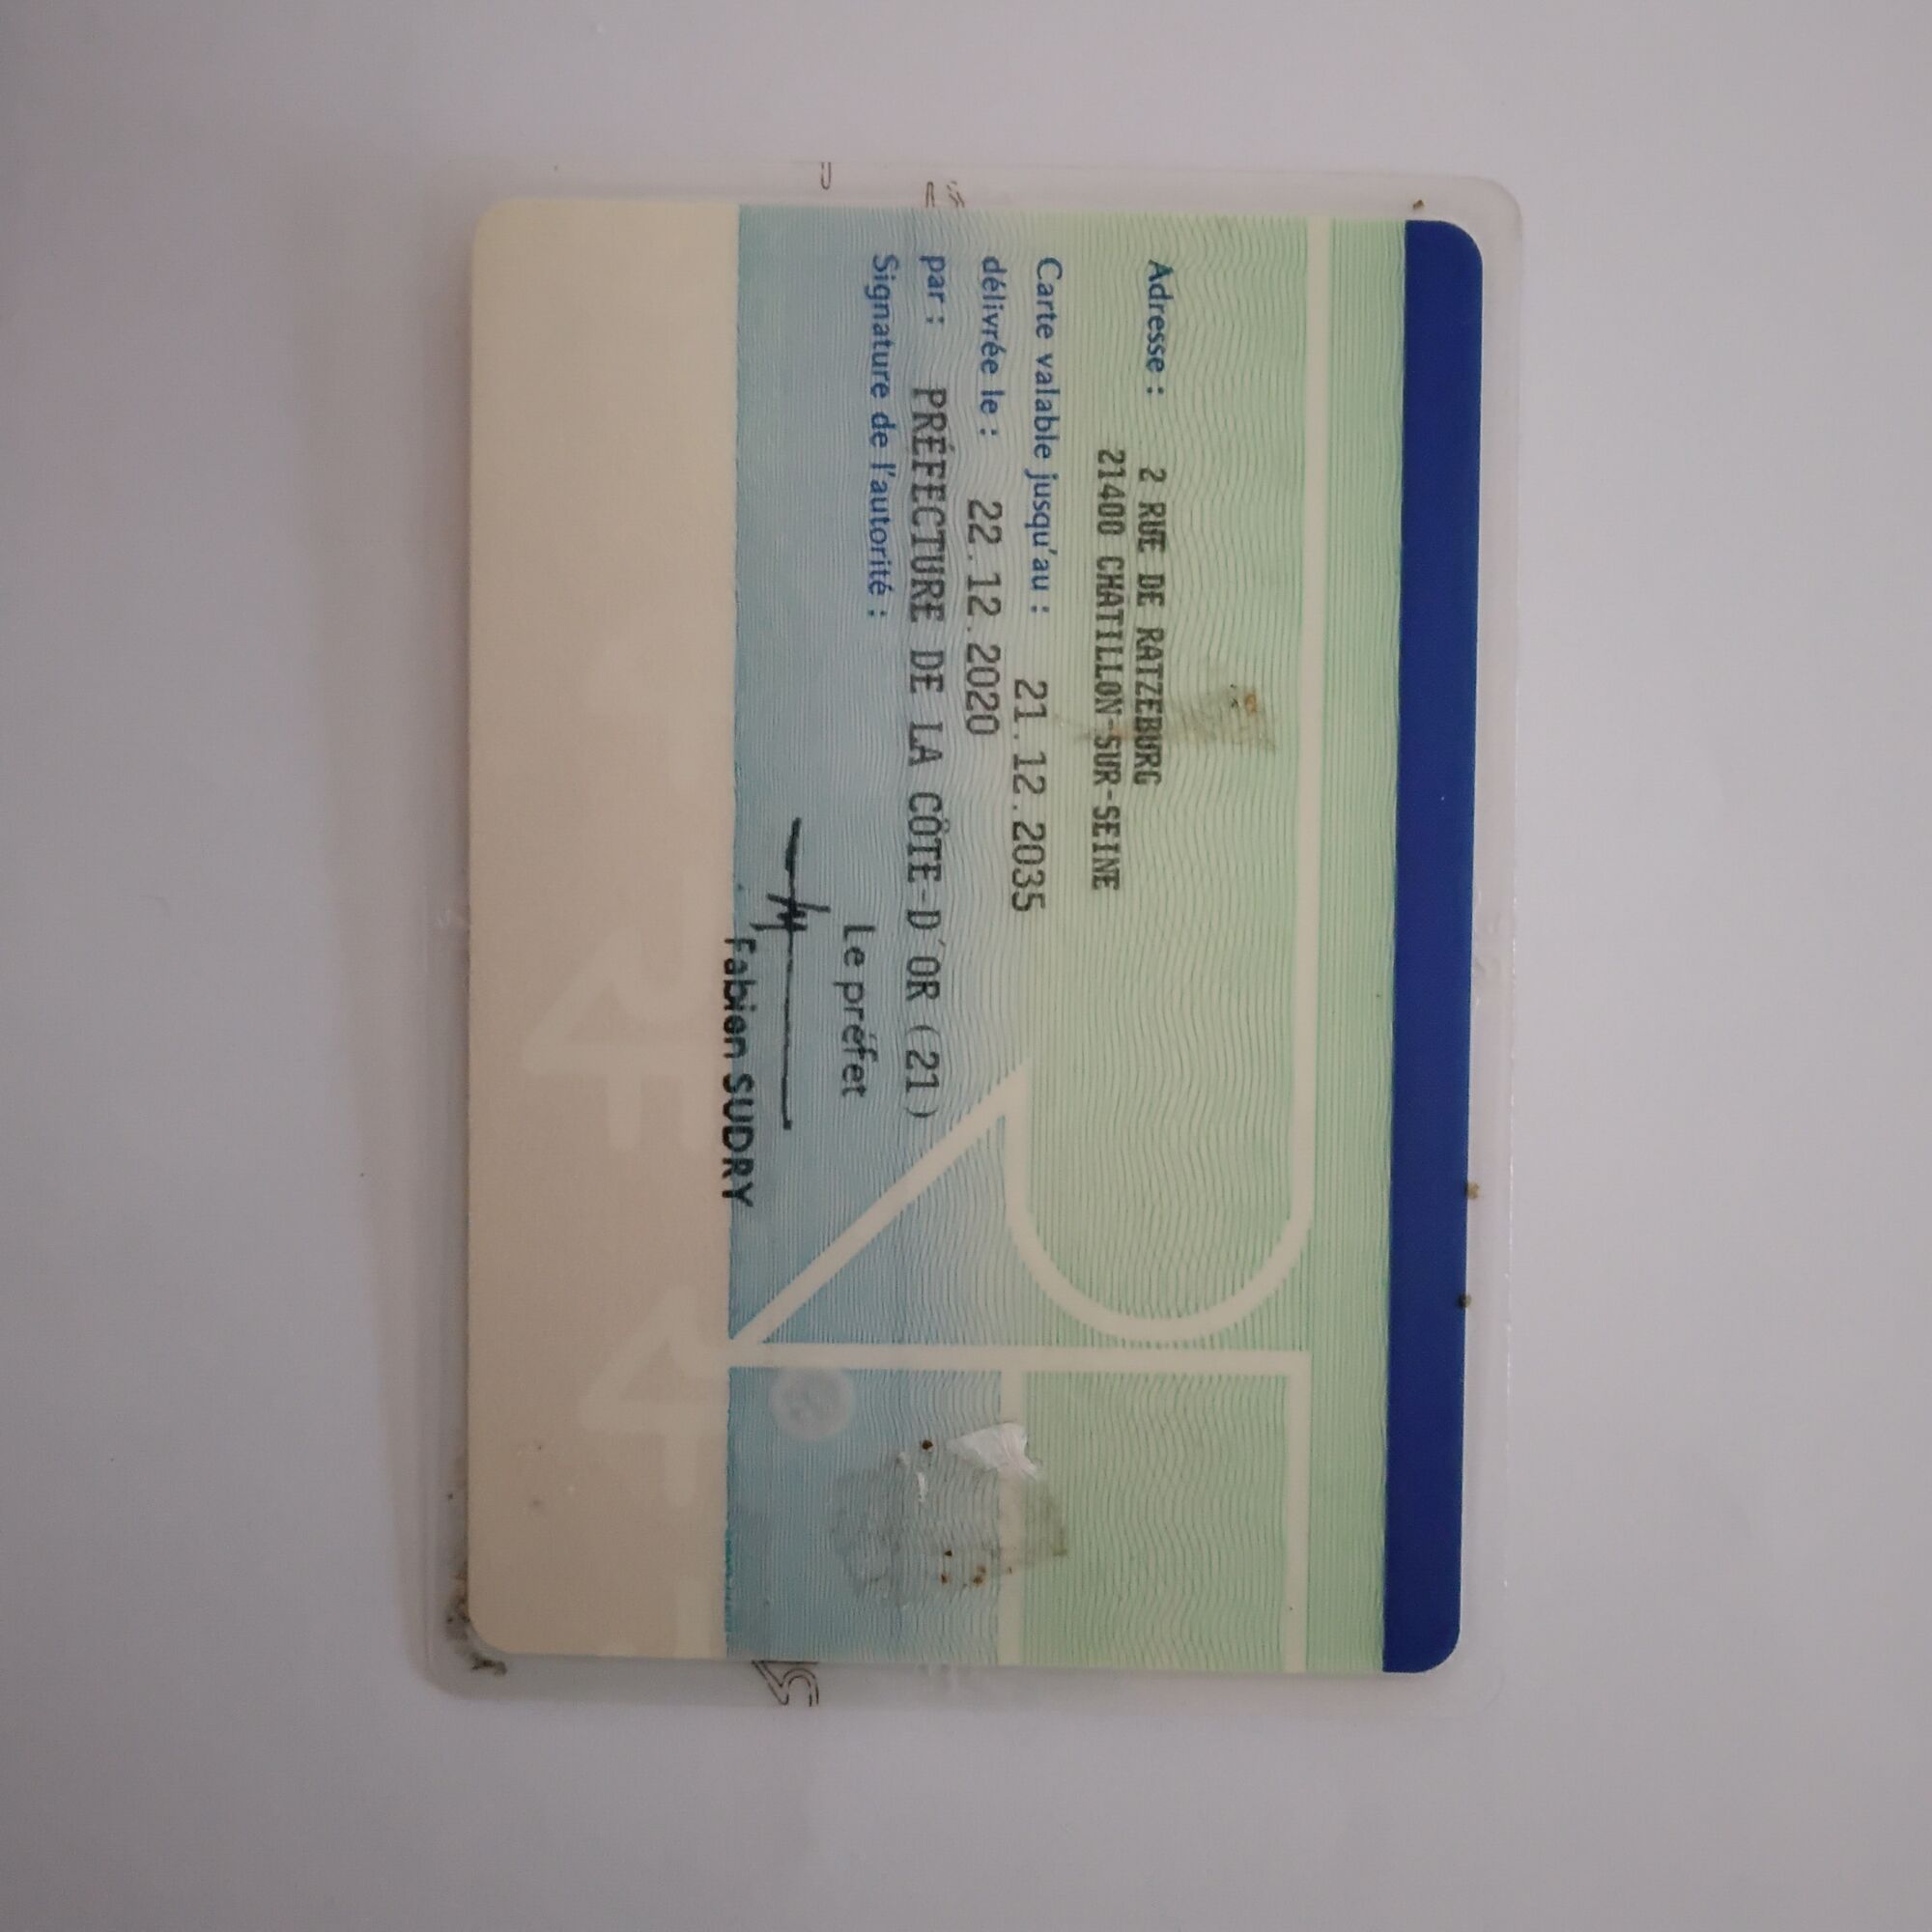 Adresse : 2 RUE DE RATZEBURG
21400 CHATILLON-SUR-SEINE
Carte valable jusqu'au : 21.12.2035
délivrée le : 22.12.2020
par : PRÉFECTURE DE LA CÔTE-D'OR (21)
Signature de l'autorité :
Le préfet
Fabien SUDRY